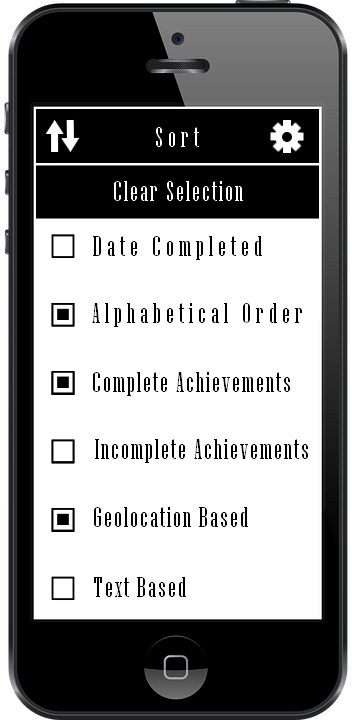 Sort
Clear Selection
Date Completed
Alphabetical Order
Complete Achievements
Incomplete Achievements
Geolocation Based
Text Based